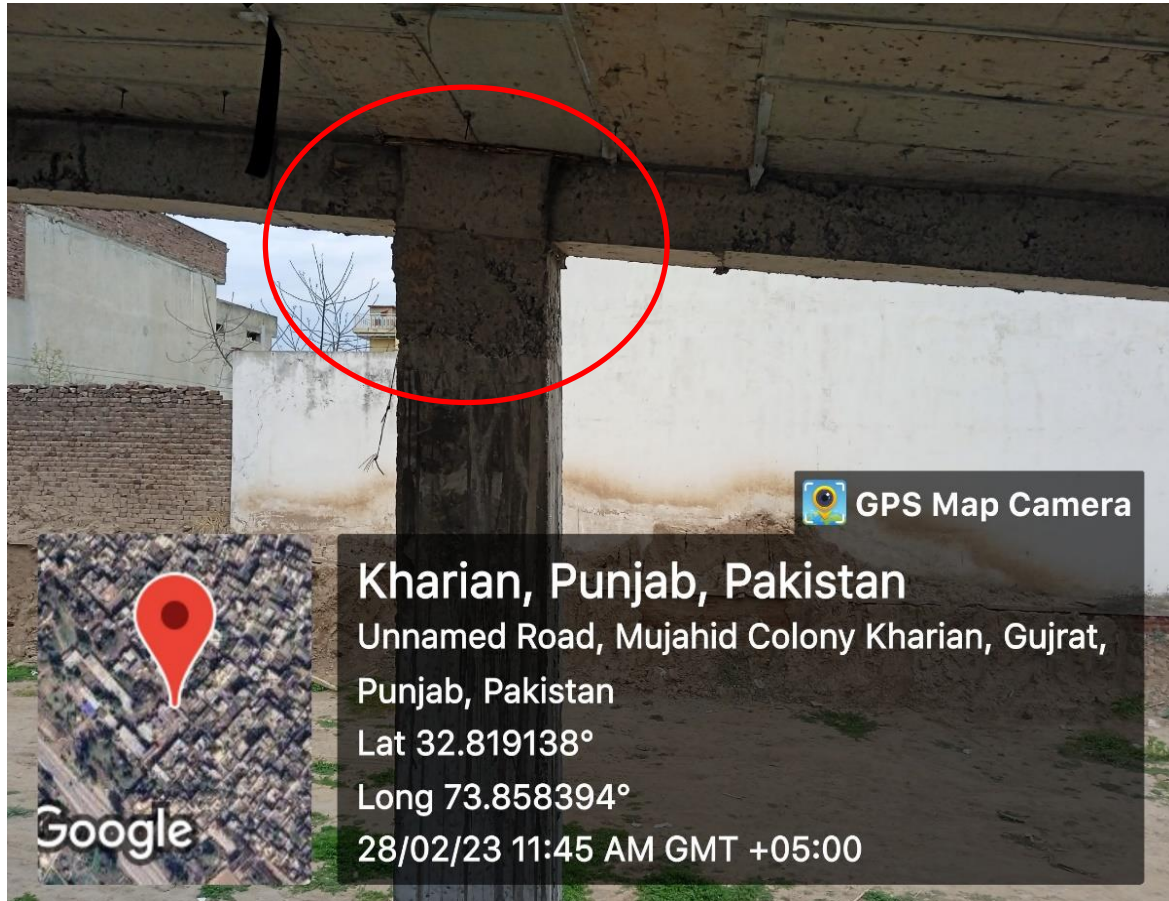 GPS Map Camera
Kharian, Punjab, Pakistan
Unnamed Road, Mujahid Colony Kharian, Gujrat,
Punjab, Pakistan
Lat 32.819138°
Long 73.858394°
28/02/23 11:45 AM GMT +05:00
Google